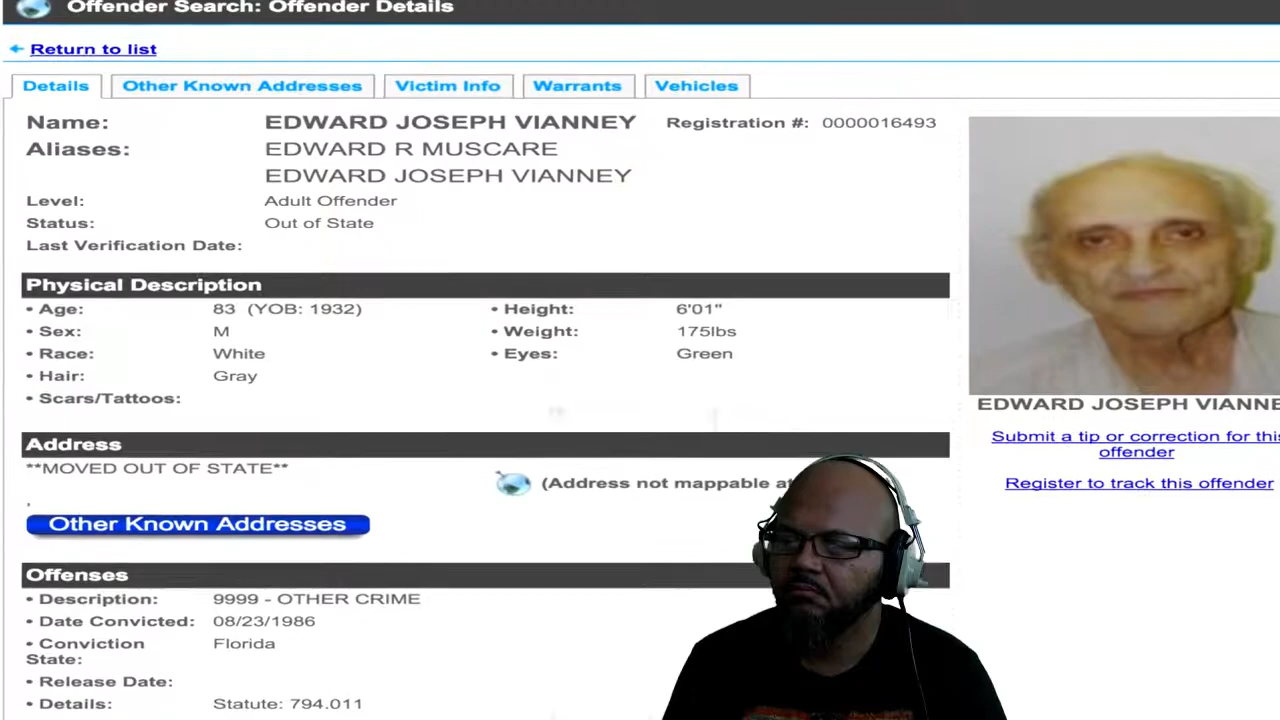 Offender Search: Offender Details
Return to list
Details Other Known Addresses Victim Info Warrants Vehicles
Name: EDWARD JOSEPH VIANNEY Registration #: 0000016493
Aliases: EDWARD R MUSCARE
EDWARD JOSEPH VIANNEY
Level: Adult Offender
Status: Out of State
Last Verification Date:
Physical Description
• Age: 83 (YOB: 1932) • Height: 6'01"
• Sex: M • Weight: 175lbs
• Race: White • Eyes: Green
• Hair: Gray
• Scars/Tattoos:
EDWARD JOSEPH VIANNE
Submit a tip or correction for this
offender
Register to track this offender
Address
**MOVED OUT OF STATE**
,
(Address not mappable at
Other Known Addresses
Offenses
• Description: 9999 - OTHER CRIME
• Date Convicted: 08/23/1986
• Conviction State: Florida
• Release Date:
• Details: Statute: 794.011